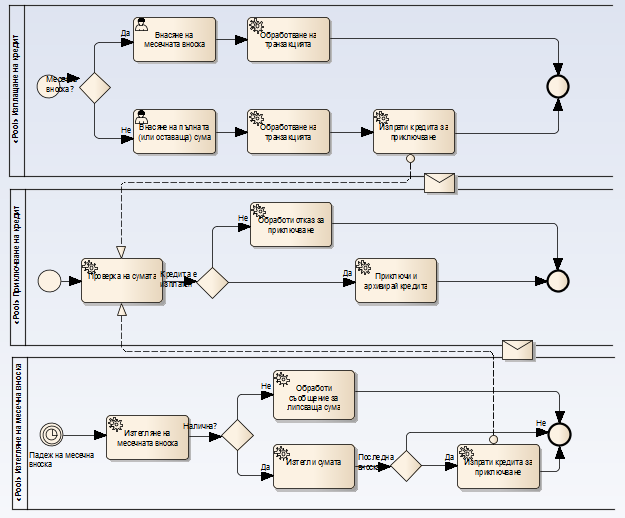 «Pool» Изплащане на кредит
Месечна
вноска?
Да
Внасяне на
месечната вноска
Обработване на
транзакцията
Не
Внасяне на пълната
(или оставаща) сума
Обработване на
транзакцията
Изпрати кредита за
приключване
«Pool» Приключване на кредит
Проверка на сумата
Кредита е
изплатен
Не
Обработи отказ за
приключване
Да
Приключи и
архивирай кредита
«Pool» Изтегляне на месечна вноска
Падеж на месечна
вноска
Изтегляне на
месечната вноска
Налична?
Не
Обработи
съобщение за
липсваща сума
Да
Изтегли сумата
Последна
вноска
Не
Да
Изпрати кредита за
приключване